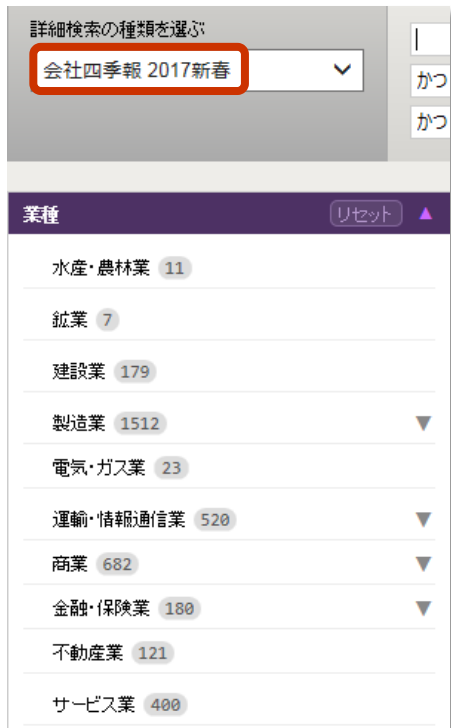 詳細検索の種類を選ぶ
会社四季報 2017新春
かつ
かつ
業種 リセット ▲
水産・農林業 11
鉱業 7
建設業 179
製造業 1512 ▼
電気・ガス業 23
運輸・情報通信業 520 ▼
商業 682 ▼
金融・保険業 180 ▼
不動産業 121
サービス業 400